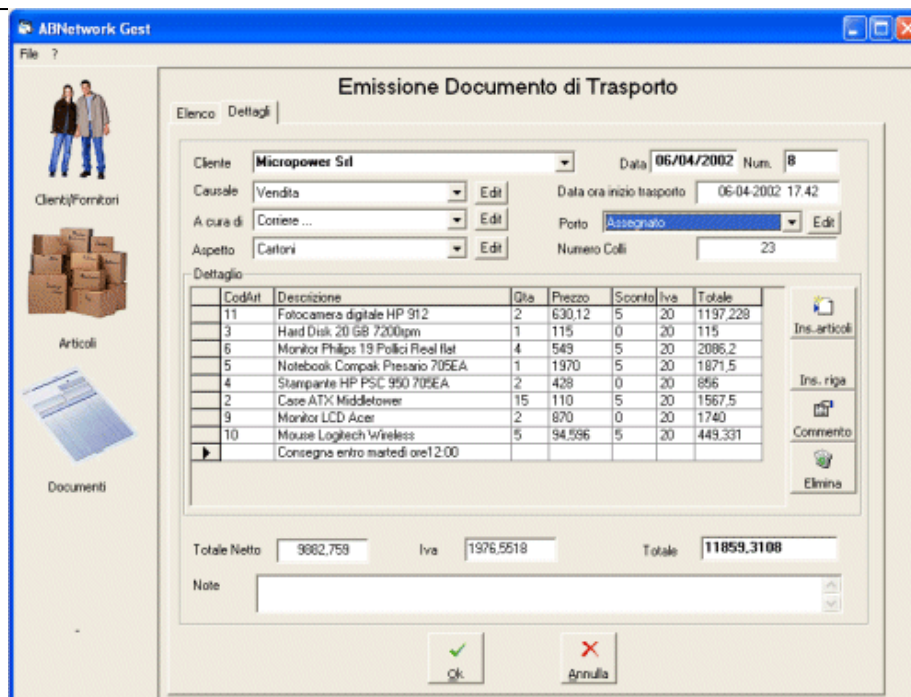 ABNetwork Gest
File ?
Emissione Documento di Trasporto
Elenco Dettagli
Cliente Micropower Srl Data 06/04/2002 Num. 8
Causale Vendita Edit Data ora inizio trasporto 06-04-2002 17.42
A cura di Corriere ... Edit Porto Assegnato Edit
Aspetto Cartoni Edit Numero Colli 23
Clienti/Fornitori
Articoli
Documenti
Dettaglio
CodArt Descrizione Qta Prezzo Sconto Iva Totale
11 Fotocamera digitale HP 912 2 630,12 5 20 1197,228
3 Hard Disk 20 GB 7200rpm 1 115 0 20 115
6 Monitor Philips 19 Pollici Real flat 4 549 5 20 2086,2
5 Notebook Compak Presario 705EA 1 1970 5 20 1871,5
4 Stampante HP PSC 950 705EA 2 428 0 20 856
2 Case ATX Middletower 15 110 5 20 1567,5
9 Monitor LCD Acer 2 870 0 20 1740
10 Mouse Logitech Wireless 5 94,596 5 20 449,331
Consegna entro martedì ore12:00
Ins.articoli
Ins. riga
Commento
Elimina
Totale Netto 9882,759 Iva 1976,5518 Totale 11859,3108
Note
Ok Annulla